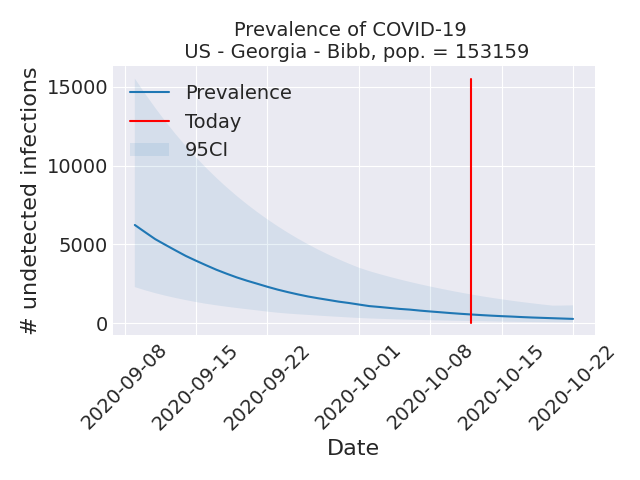 Prevalence of COVID-19
US - Georgia - Bibb, pop. = 153159
# undetected infections
15000
10000
5000
0
Prevalence
Today
95CI
2020-09-08
2020-09-15
2020-09-22
2020-10-01
2020-10-08
2020-10-15
2020-10-22
Date